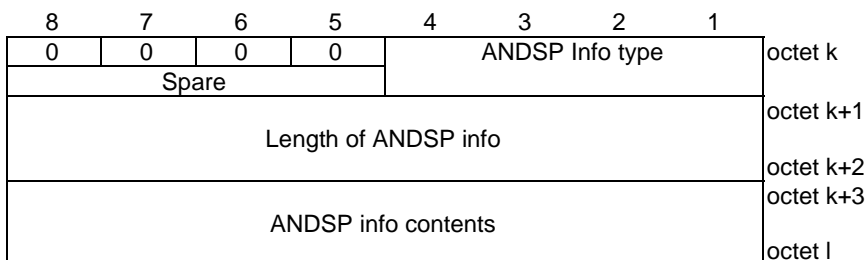 8 7 6 5 4 3 2 1
0 0 0 0 ANDSP Info type octet k
Spare
octet k+1
Length of ANDSP info
octet k+2
octet k+3
ANDSP info contents
octet l